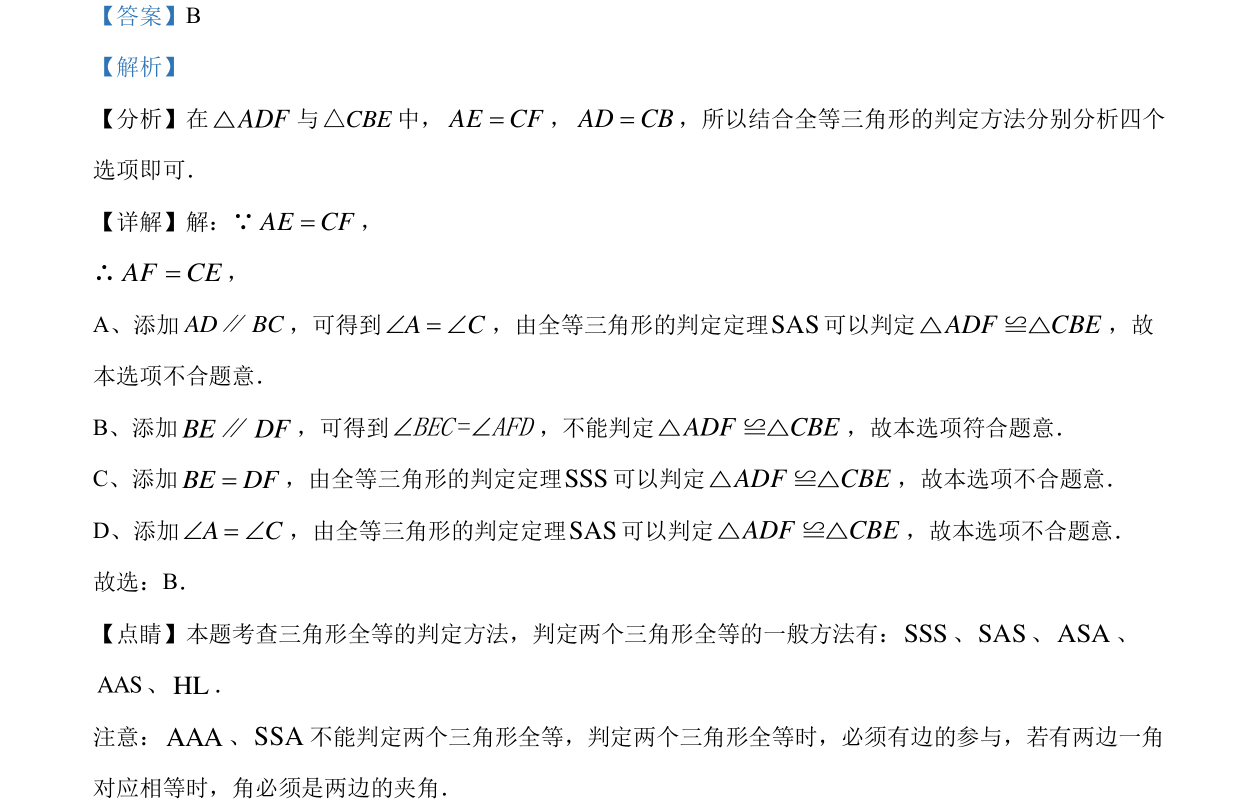 【答案】B
【解析】
【分析】在△ADF 与△CBE 中，AE = CF，AD = CB，所以结合全等三角形的判定方法分别分析四个
选项即可．
【详解】解：∵ AE = CF，
∴ AF = CE，
A、添加 AD∥BC，可得到∠A = ∠C，由全等三角形的判定定理SAS可以判定△ADF ≌△CBE，故
本选项不合题意．
B、添加 BE∥DF，可得到∠BEC=∠AFD，不能判定△ADF ≌△CBE，故本选项符合题意．
C、添加 BE = DF，由全等三角形的判定定理SSS可以判定△ADF ≌△CBE，故本选项不合题意．
D、添加∠A = ∠C，由全等三角形的判定定理SAS可以判定△ADF ≌△CBE，故本选项不合题意．
故选：B．
【点睛】本题考查三角形全等的判定方法，判定两个三角形全等的一般方法有：SSS、SAS、ASA、
AAS、HL．
注意：AAA、SSA不能判定两个三角形全等，判定两个三角形全等时，必须有边的参与，若有两边一角
对应相等时，角必须是两边的夹角．